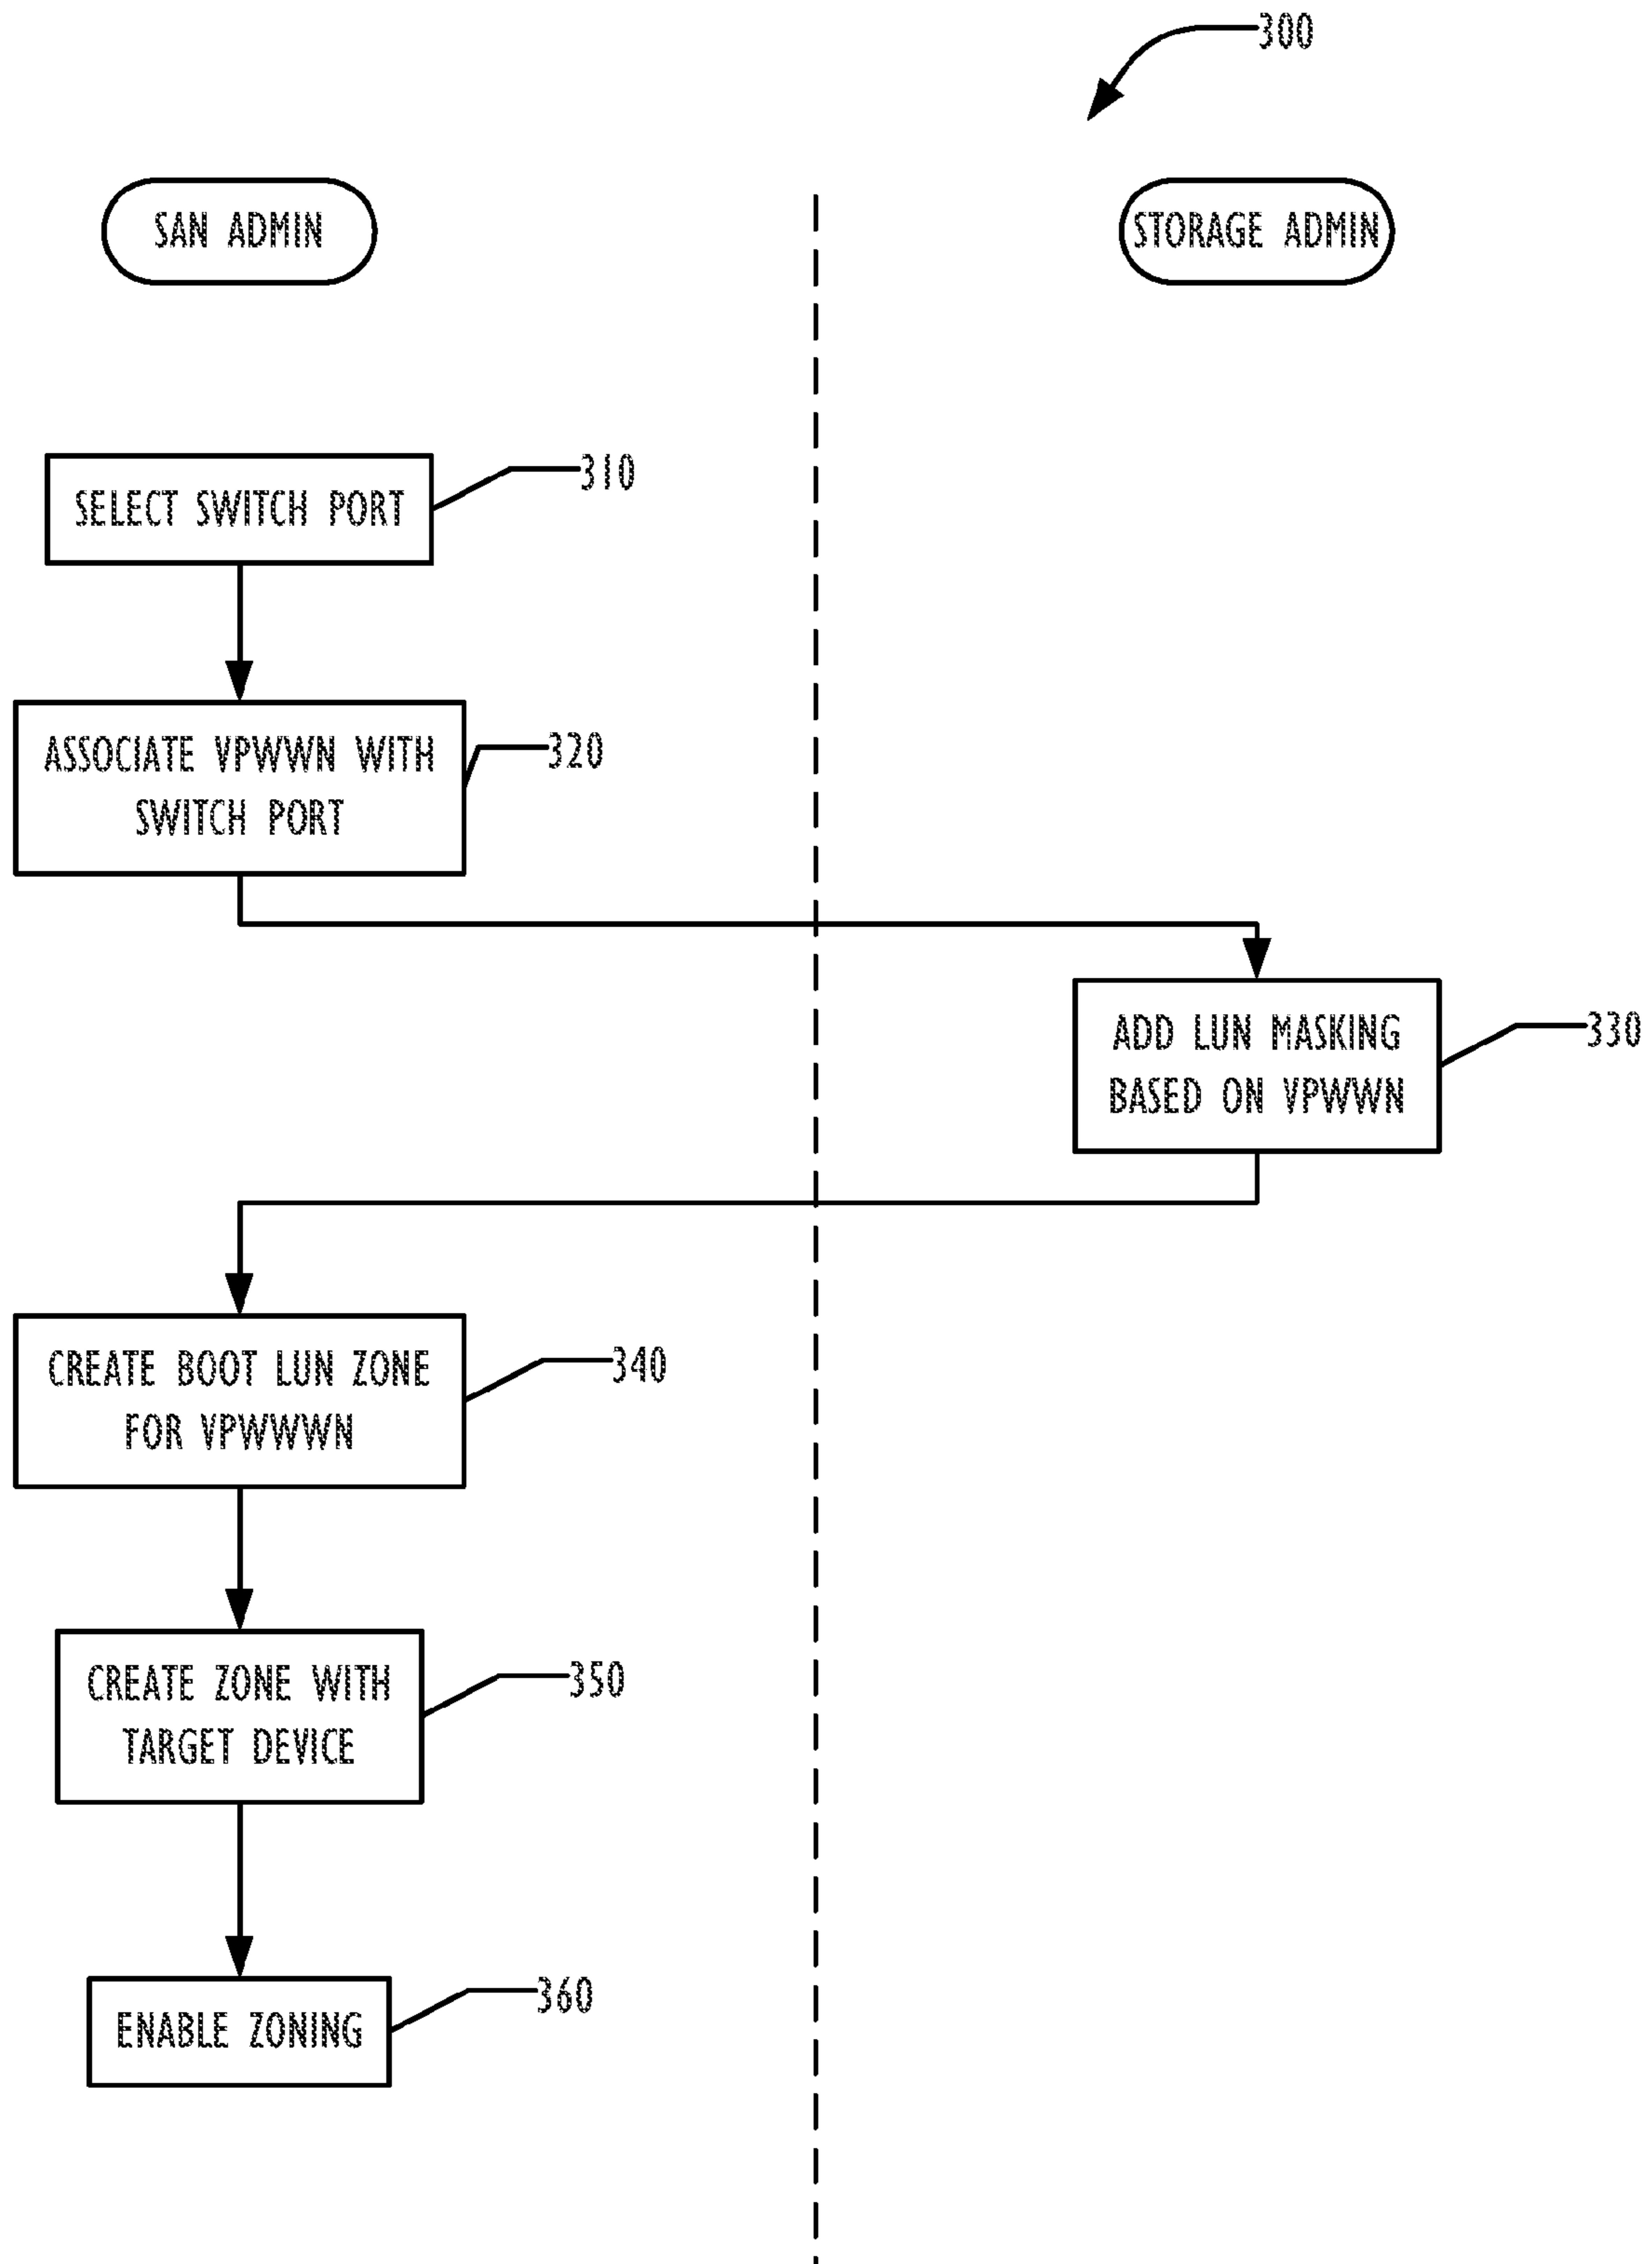 300
SAN ADMIN
STORAGE ADMIN
SELECT SWITCH PORT
310
ASSOCIATE VPWWN WITH
SWITCH PORT
320
ADD LUN MASKING
BASED ON VPWWN
330
CREATE BOOT LUN ZONE
FOR VPWWWN
340
CREATE ZONE WITH
TARGET DEVICE
350
ENABLE ZONING
360